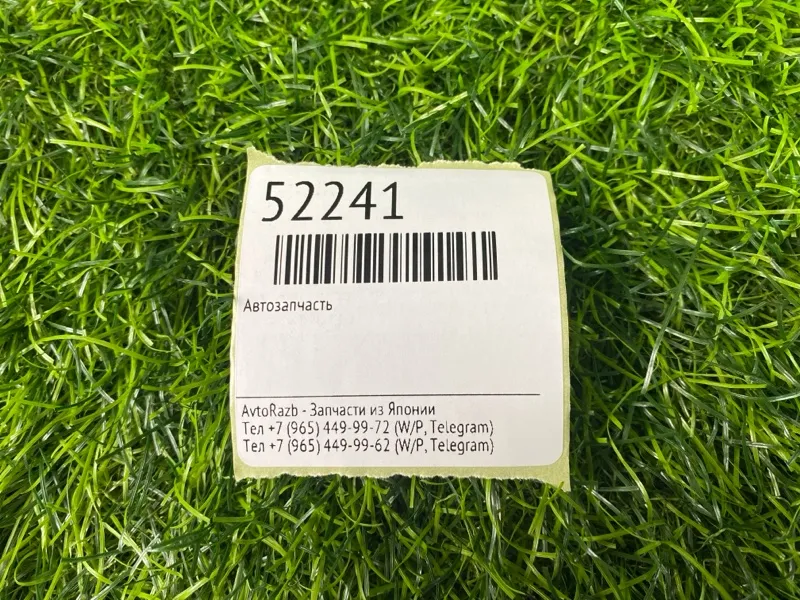 52241
Автозапчасть
AvtoRazb - Запчасти из Японии
Тел +7 (965) 449-99-72 (W/P, Telegram)
Тел +7 (965) 449-99-62 (W/P, Telegram)